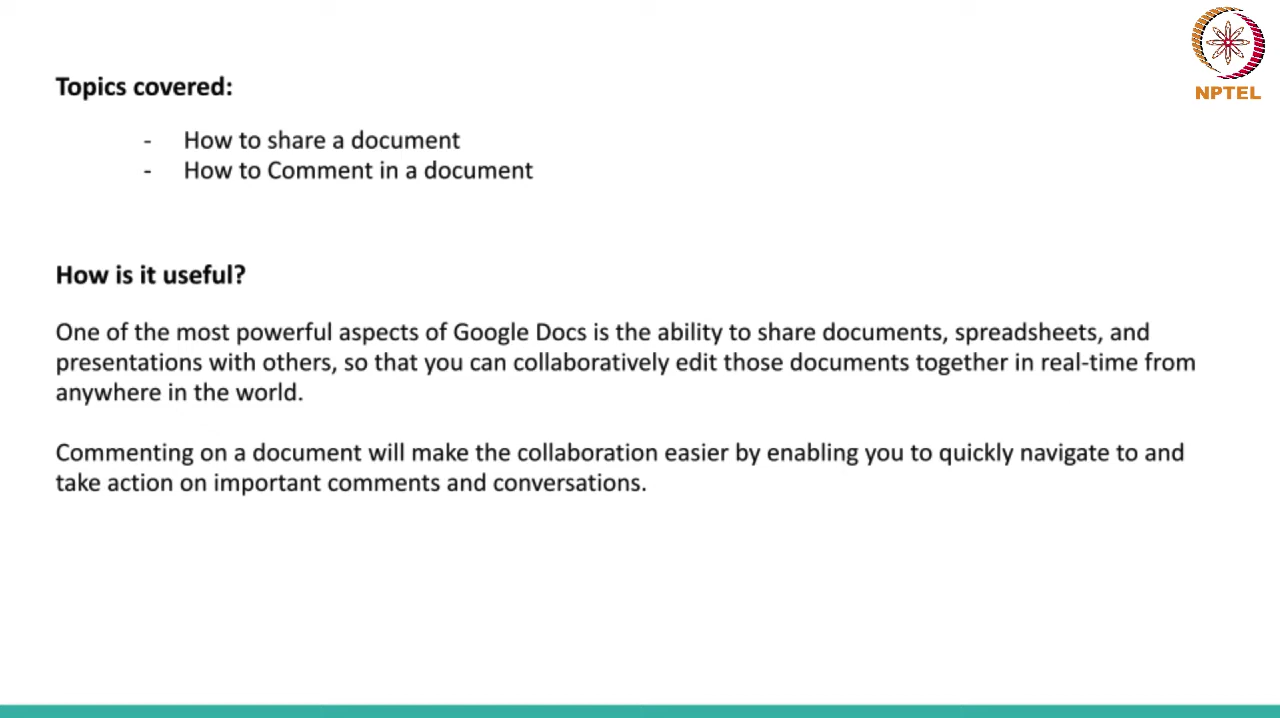 NPTEL
Topics covered:
- How to share a document
- How to Comment in a document
How is it useful?
One of the most powerful aspects of Google Docs is the ability to share documents, spreadsheets, and
presentations with others, so that you can collaboratively edit those documents together in real-time from
anywhere in the world.
Commenting on a document will make the collaboration easier by enabling you to quickly navigate to and
take action on important comments and conversations.